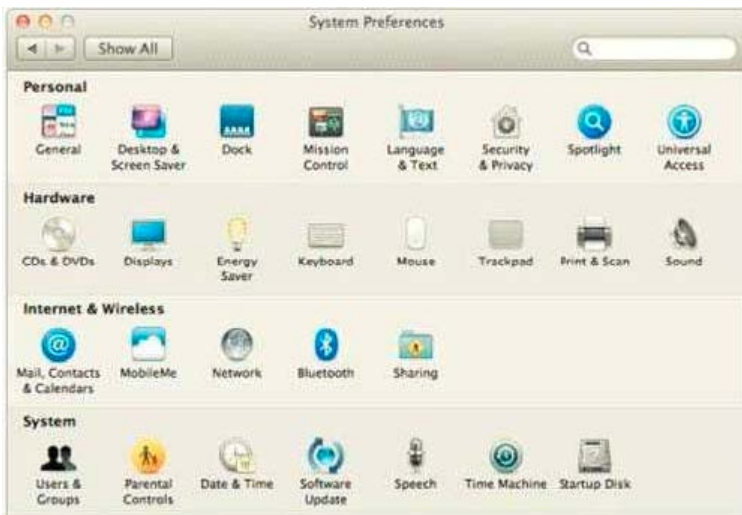 System Preferences
Show All
Personal
General
Desktop &
Screen Saver
Dock
Mission
Control
Language
& Text
Security
& Privacy
Spotlight
Universal
Access
Hardware
CDs & DVDs
Displays
Energy
Saver
Keyboard
Mouse
Trackpad
Print & Scan
Sound
Internet & Wireless
Mail, Contacts
& Calendars
MobileMe
Network
Bluetooth
Sharing
System
Users &
Groups
Parental
Controls
Date & Time
Software
Update
Speech
Time Machine
Startup Disk